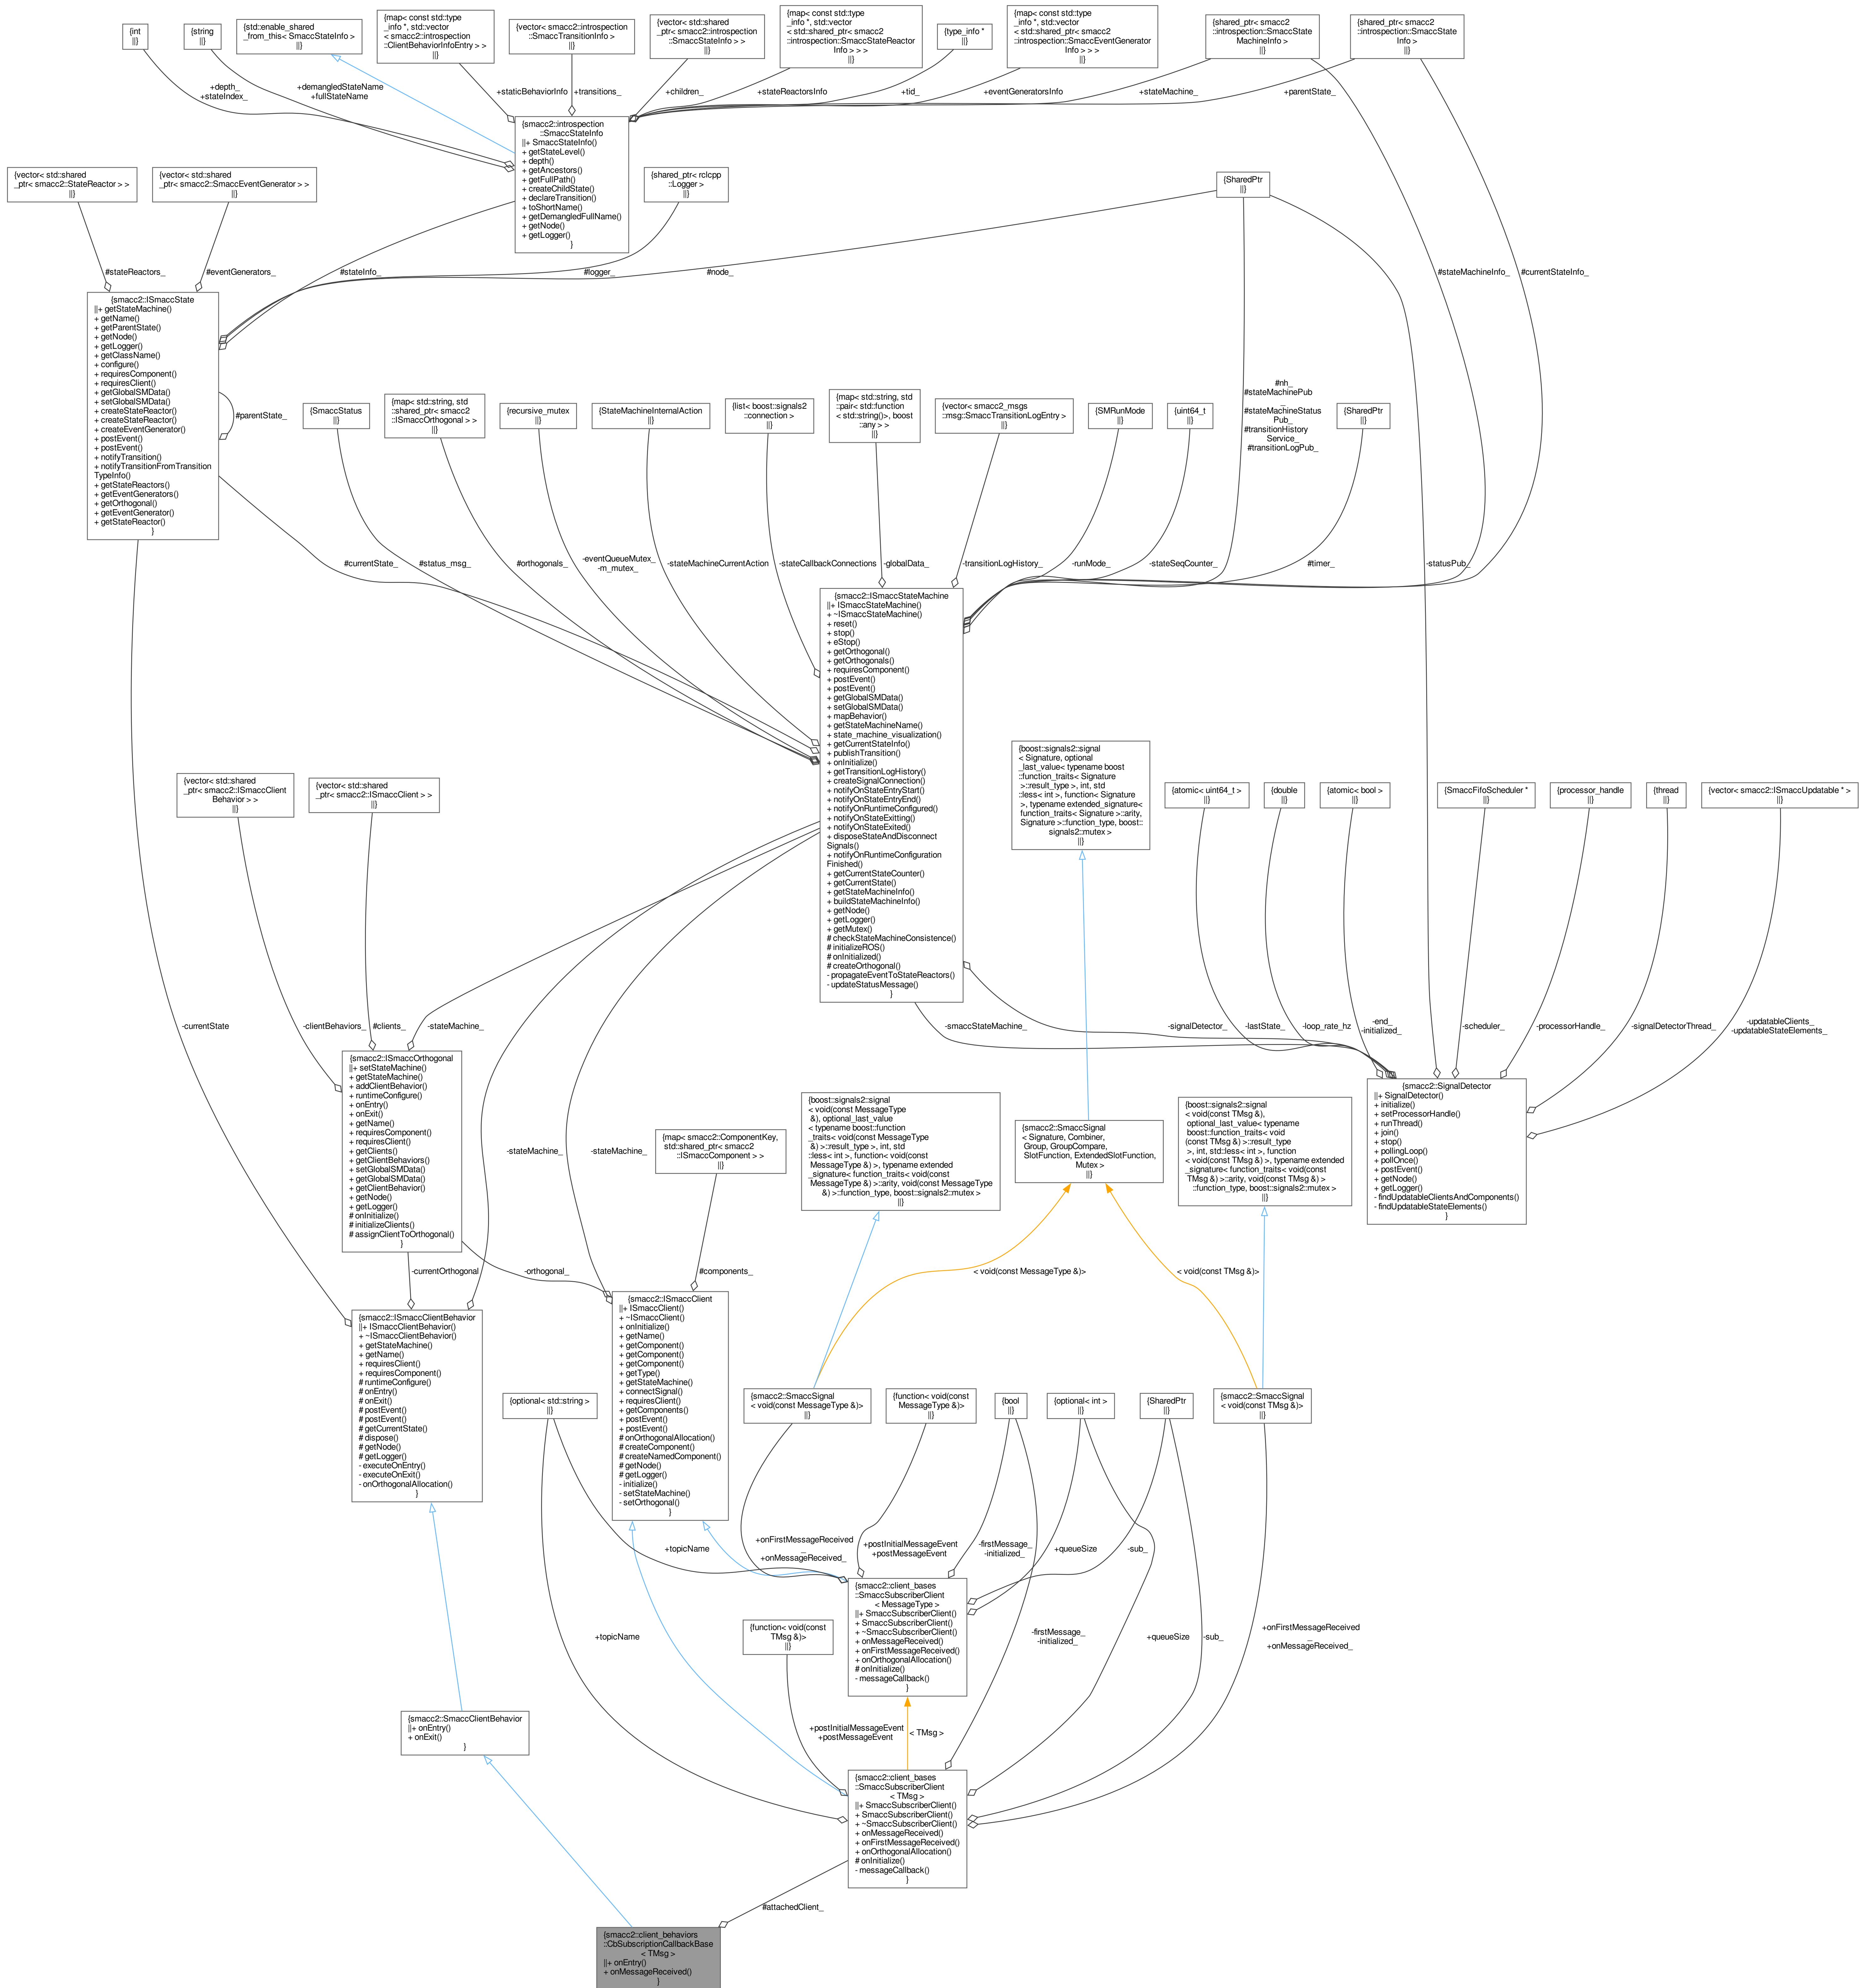 {int
||}
{string
||}
{std::enable_shared
_from_this< SmaccStateInfo >
||}
{map< const std::type
_info *, std::vector
< smacc2::introspection
::ClientBehaviorInfoEntry > >
||}
{vector< smacc2::introspection
::SmaccTransitionInfo >
||}
{vector< std::shared
_ptr< smacc2::introspection
::SmaccStateInfo > >
||}
{map< const std::type
_info *, std::vector
< std::shared_ptr< smacc2
::introspection::SmaccStateReactor
Info > > >
||}
{type_info *
||}
{map< const std::type
_info *, std::vector
< std::shared_ptr< smacc2
::introspection::SmaccEventGenerator
Info > > >
||}
{shared_ptr< smacc2
::introspection::SmaccState
MachineInfo >
||}
{shared_ptr< smacc2
::introspection::SmaccState
Info >
||}
+depth_
+stateIndex_
+demangledStateName
+fullStateName
+staticBehaviorInfo
+transitions_
+children_
+stateReactorsInfo
+tid_
+eventGeneratorsInfo
+stateMachine_
+parentState_
{smacc2::introspection
::SmaccStateInfo
||+ SmaccStateInfo()
+ getStateLevel()
+ depth()
+ getAncestors()
+ getFullPath()
+ createChildState()
+ declareTransition()
+ toShortName()
+ getDemangledFullName()
+ getNode()
+ getLogger()
}
{vector< std::shared
_ptr< smacc2::StateReactor > >
||}
{vector< std::shared
_ptr< smacc2::SmaccEventGenerator > >
||}
{shared_ptr< rclcpp
::Logger >
||}
{SharedPtr
||}
#stateReactors_
#eventGenerators_
#stateInfo_
#logger_
#node_
#stateMachineInfo_
#currentStateInfo_
{smacc2::ISmaccState
||+ getStateMachine()
+ getName()
+ getParentState()
+ getNode()
+ getLogger()
+ getClassName()
+ configure()
+ requiresComponent()
+ requiresClient()
+ getGlobalSMData()
+ setGlobalSMData()
+ createStateReactor()
+ createStateReactor()
+ createEventGenerator()
+ postEvent()
+ postEvent()
+ notifyTransition()
+ notifyTransitionFromTransition
TypeInfo()
+ getStateReactors()
+ getEventGenerators()
+ getOrthogonal()
+ getEventGenerator()
+ getStateReactor()
}
#parentState_
{SmaccStatus
||}
{map< std::string, std
::shared_ptr< smacc2
::ISmaccOrthogonal > >
||}
{recursive_mutex
||}
{StateMachineInternalAction
||}
{list< boost::signals2
::connection >
||}
{map< std::string, std
::pair< std::function
< std::string()>, boost
::any > >
||}
{vector< smacc2_msgs
::msg::SmaccTransitionLogEntry >
||}
{SMRunMode
||}
{uint64_t
||}
#nh_
#stateMachinePub
_
#stateMachineStatus
Pub_
#transitionHistory
Service_
#transitionLogPub_
{SharedPtr
||}
#currentState_
#status_msg_
#orthogonals_
-eventQueueMutex_
-m_mutex_
-stateMachineCurrentAction
-stateCallbackConnections
-globalData_
-transitionLogHistory_
-runMode_
-stateSeqCounter_
#timer_
-statusPub_
{smacc2::ISmaccStateMachine
||+ ISmaccStateMachine()
+ ~ISmaccStateMachine()
+ reset()
+ stop()
+ eStop()
+ getOrthogonal()
+ getOrthogonals()
+ requiresComponent()
+ postEvent()
+ postEvent()
+ getGlobalSMData()
+ setGlobalSMData()
+ mapBehavior()
+ getStateMachineName()
+ state_machine_visualization()
+ getCurrentStateInfo()
+ publishTransition()
+ onInitialize()
+ getTransitionLogHistory()
+ createSignalConnection()
+ notifyOnStateEntryStart()
+ notifyOnStateEntryEnd()
+ notifyOnRuntimeConfigured()
+ notifyOnStateExitting()
+ notifyOnStateExited()
+ disposeStateAndDisconnect
Signals()
+ notifyOnRuntimeConfiguration
Finished()
+ getCurrentStateCounter()
+ getCurrentState()
+ getStateMachineInfo()
+ buildStateMachineInfo()
+ getNode()
+ getLogger()
+ getMutex()
# checkStateMachineConsistence()
# initializeROS()
# onInitialized()
# createOrthogonal()
- propagateEventToStateReactors()
- updateStatusMessage()
}
{boost::signals2::signal
< Signature, optional
_last_value< typename boost
::function_traits< Signature
>::result_type >, int, std
::less< int >, function< Signature
>, typename extended_signature<
function_traits< Signature >::arity,
Signature >::function_type, boost::
signals2::mutex >
||}
{vector< std::shared
_ptr< smacc2::ISmaccClient
Behavior > >
||}
{vector< std::shared
_ptr< smacc2::ISmaccClient > >
||}
{atomic< uint64_t >
||}
{double
||}
{atomic< bool >
||}
{SmaccFifoScheduler *
||}
{processor_handle
||}
{thread
||}
{vector< smacc2::ISmaccUpdatable * >
||}
-currentState
-clientBehaviors_
#clients_
-stateMachine_
-smaccStateMachine_
-signalDetector_
-lastState_
-loop_rate_hz
-end_
-initialized_
-scheduler_
-processorHandle_
-signalDetectorThread_
-updatableClients_
-updatableStateElements_
{smacc2::ISmaccOrthogonal
||+ setStateMachine()
+ getStateMachine()
+ addClientBehavior()
+ runtimeConfigure()
+ onEntry()
+ onExit()
+ getName()
+ requiresComponent()
+ requiresClient()
+ getClients()
+ getClientBehaviors()
+ setGlobalSMData()
+ getGlobalSMData()
+ getClientBehavior()
+ getNode()
+ getLogger()
# onInitialize()
# initializeClients()
# assignClientToOrthogonal()
}
{smacc2::SignalDetector
||+ SignalDetector()
+ initialize()
+ setProcessorHandle()
+ runThread()
+ join()
+ stop()
+ pollingLoop()
+ pollOnce()
+ postEvent()
+ getNode()
+ getLogger()
- findUpdatableClientsAndComponents()
- findUpdatableStateElements()
}
{boost::signals2::signal
< void(const MessageType
&), optional_last_value
< typename boost::function
_traits< void(const MessageType
&) >::result_type >, int, std
::less< int >, function< void(const
MessageType &) >, typename extended
_signature< function_traits< void(const
MessageType &) >::arity, void(const MessageType
&) >::function_type, boost::signals2::mutex >
||}
{smacc2::SmaccSignal
< Signature, Combiner,
Group, GroupCompare,
SlotFunction, ExtendedSlotFunction,
Mutex >
||}
{boost::signals2::signal
< void(const TMsg &),
optional_last_value< typename
boost::function_traits< void
(const TMsg &) >::result_type
>, int, std::less< int >, function
< void(const TMsg &) >, typename extended
_signature< function_traits< void(const
TMsg &) >::arity, void(const TMsg &) >
::function_type, boost::signals2::mutex >
||}
-stateMachine_
-stateMachine_
{map< smacc2::ComponentKey,
std::shared_ptr< smacc2
::ISmaccComponent > >
||}
-currentOrthogonal
-orthogonal_
#components_
< void(const MessageType &)>
< void(const TMsg &)>
{smacc2::ISmaccClientBehavior
||+ ISmaccClientBehavior()
+ ~ISmaccClientBehavior()
+ getStateMachine()
+ getName()
+ requiresClient()
+ requiresComponent()
# runtimeConfigure()
# onEntry()
# onExit()
# postEvent()
# postEvent()
# getCurrentState()
# dispose()
# getNode()
# getLogger()
- executeOnEntry()
- executeOnExit()
- onOrthogonalAllocation()
}
{smacc2::ISmaccClient
||+ ISmaccClient()
+ ~ISmaccClient()
+ onInitialize()
+ getName()
+ getComponent()
+ getComponent()
+ getComponent()
+ getType()
+ getStateMachine()
+ connectSignal()
+ requiresClient()
+ getComponents()
+ postEvent()
+ postEvent()
# onOrthogonalAllocation()
# createComponent()
# createNamedComponent()
# getNode()
# getLogger()
- initialize()
- setStateMachine()
- setOrthogonal()
}
{optional< std::string >
||}
{smacc2::SmaccSignal
< void(const MessageType &)>
||}
{function< void(const
MessageType &)>
||}
{bool
||}
{optional< int >
||}
{SharedPtr
||}
{smacc2::SmaccSignal
< void(const TMsg &)>
||}
+topicName
+onFirstMessageReceived
_
+onMessageReceived_
+postInitialMessageEvent
+postMessageEvent
-firstMessage_
-initialized_
+queueSize
-sub_
{smacc2::client_bases
::SmaccSubscriberClient
< MessageType >
||+ SmaccSubscriberClient()
+ SmaccSubscriberClient()
+ ~SmaccSubscriberClient()
+ onMessageReceived()
+ onFirstMessageReceived()
+ onOrthogonalAllocation()
# onInitialize()
- messageCallback()
}
{function< void(const
TMsg &)>
||}
+topicName
-firstMessage_
-initialized_
+queueSize
-sub_
+onFirstMessageReceived
_
+onMessageReceived_
{smacc2::SmaccClientBehavior
||+ onEntry()
+ onExit()
}
+postInitialMessageEvent
+postMessageEvent
< TMsg >
{smacc2::client_bases
::SmaccSubscriberClient
< TMsg >
||+ SmaccSubscriberClient()
+ SmaccSubscriberClient()
+ ~SmaccSubscriberClient()
+ onMessageReceived()
+ onFirstMessageReceived()
+ onOrthogonalAllocation()
# onInitialize()
- messageCallback()
}
#attachedClient_
{smacc2::client_behaviors
::CbSubscriptionCallbackBase
< TMsg >
||+ onEntry()
+ onMessageReceived()
}